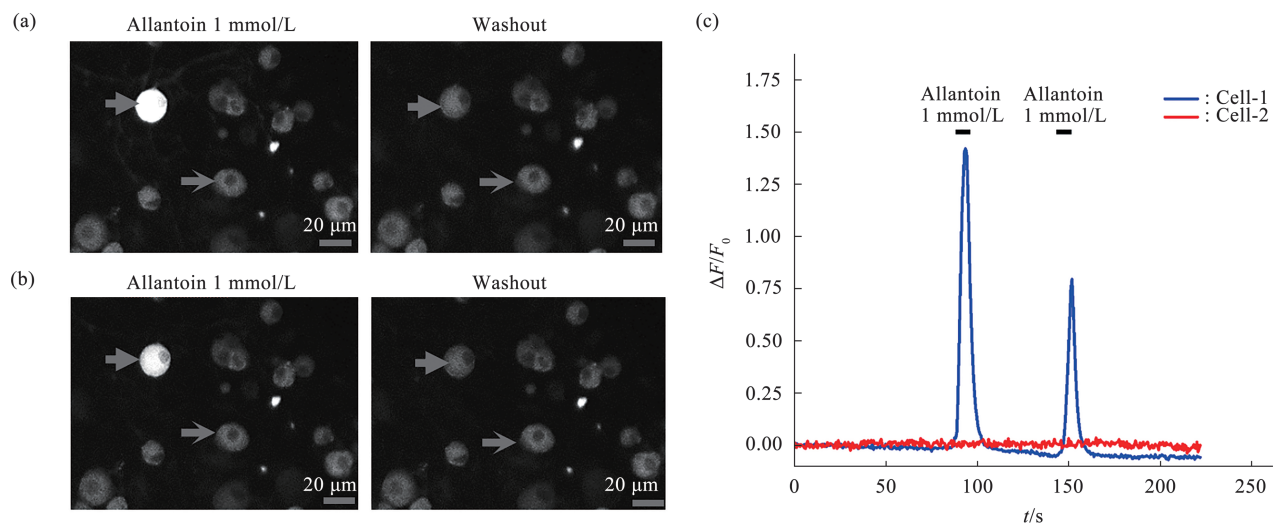 (a)
Allantoin 1 mmol/L
Washout
20 μm
20 μm
(b)
Allantoin 1 mmol/L
Washout
20 μm
20 μm
(c)
1.75
1.50
1.25
1.00
0.75
0.50
0.25
0.00
ΔF/F0
Allantoin
1 mmol/L
Allantoin
1 mmol/L
: Cell-1
: Cell-2
0
50
100
150
200
250
t/s